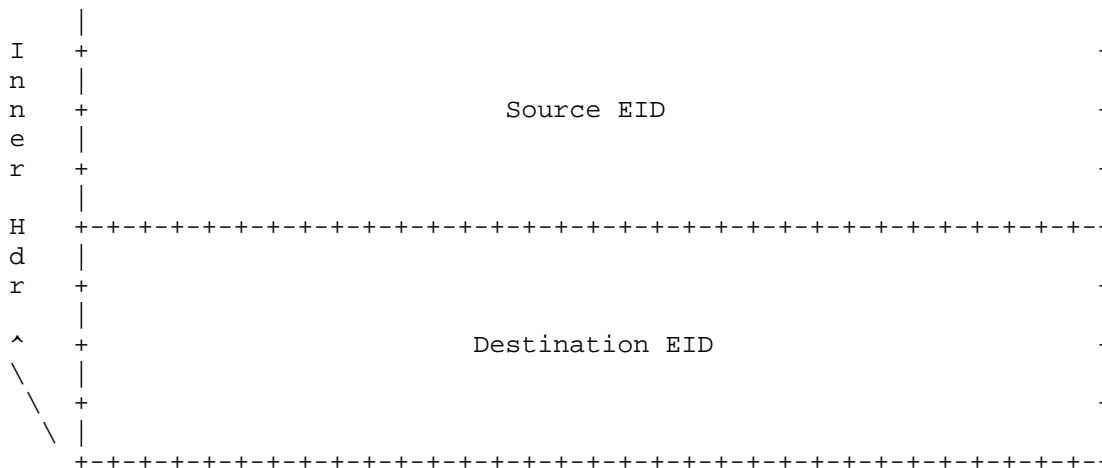 |
I     +                                                               -
n     |
n     +                          Source EID                           -
e     |
r     +                                                               -
      |
H     +-+-+-+-+-+-+-+-+-+-+-+-+-+-+-+-+-+-+-+-+-+-+-+-+-+-+-+-+-+-+-+--
d     |
r     +                                                               -
      |
^     +                        Destination EID                        -
\     |
 \    +                                                               -
  \   |
      +-+-+-+-+-+-+-+-+-+-+-+-+-+-+-+-+-+-+-+-+-+-+-+-+-+-+-+-+-+-+-+--